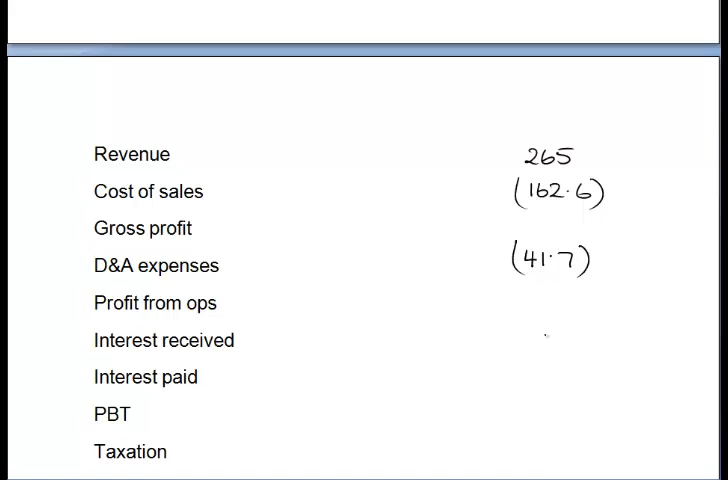 Revenue 265
Cost of sales (162.6)
Gross profit
D&A expenses (41.7)
Profit from ops
Interest received
Interest paid
PBT
Taxation